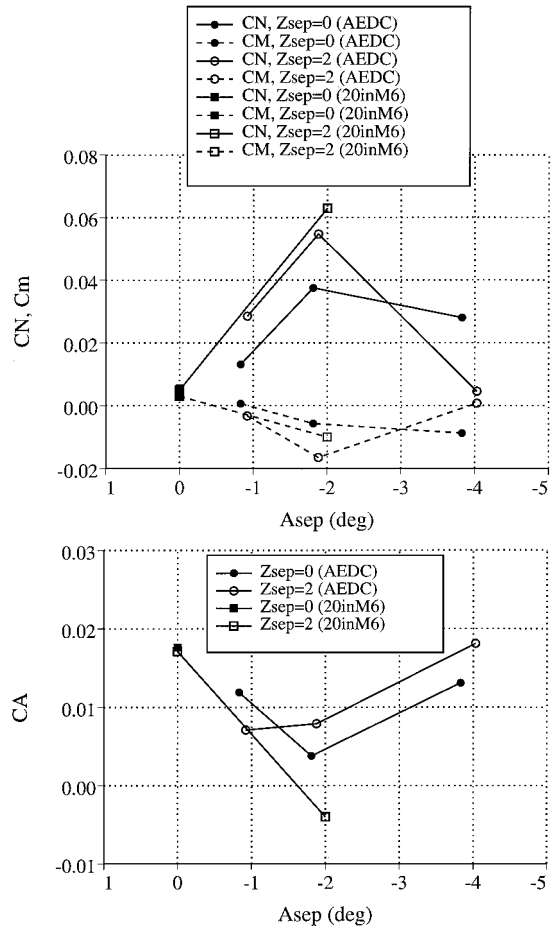 CN, Zsep=0 (AEDC)
CM, Zsep=0 (AEDC)
CN, Zsep=2 (AEDC)
CM, Zsep=2 (AEDC)
CN, Zsep=0 (20inM6)
CM, Zsep=0 (20inM6)
CN, Zsep=2 (20inM6)
CM, Zsep=2 (20inM6)
0.08
0.06
0.04
0.02
0.00
-0.02
CN, Cm
1 0 -1 -2 -3 -4 -5
Asep (deg)
0.03
0.02
0.01
0.00
-0.01
CA
Zsep=0 (AEDC)
Zsep=2 (AEDC)
Zsep=0 (20inM6)
Zsep=2 (20inM6)
1 0 -1 -2 -3 -4 -5
Asep (deg)